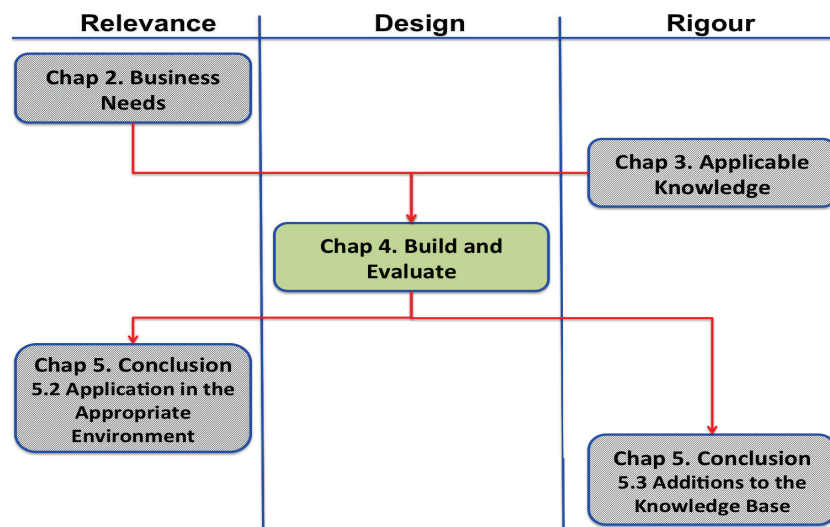 Relevance
Design
Rigour
Chap 2. Business
Needs
Chap 3. Applicable
Knowledge
Chap 4. Build and
Evaluate
Chap 5. Conclusion
5.2 Application in the
Appropriate
Environment
Chap 5. Conclusion
5.3 Additions to the
Knowledge Base